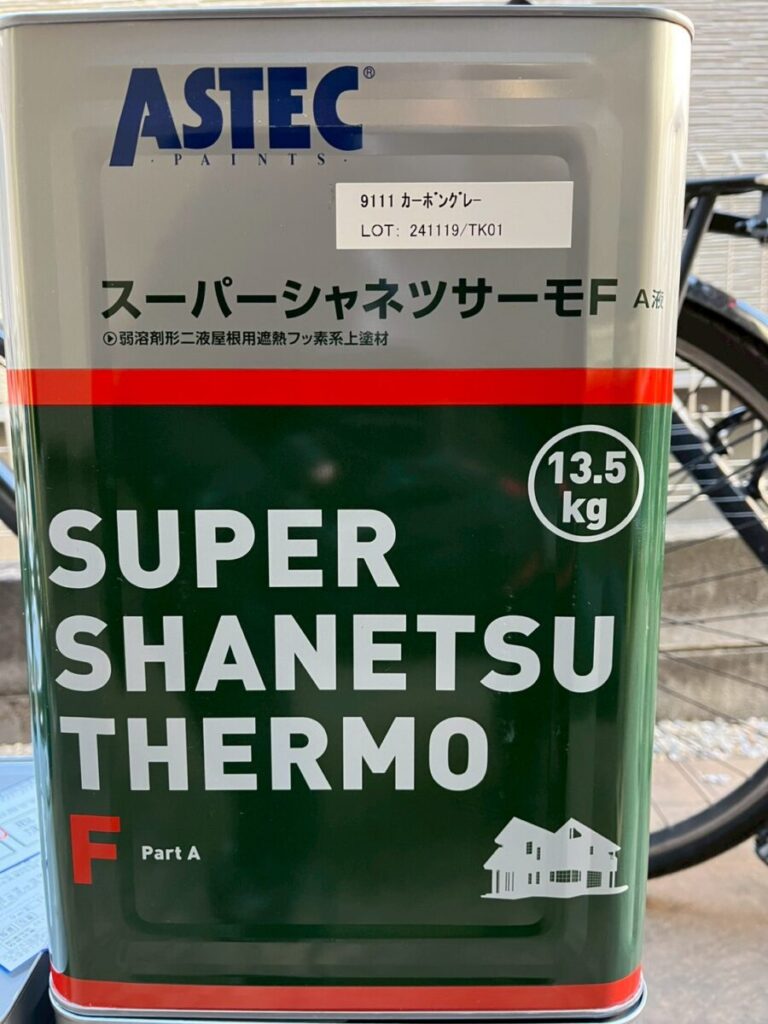 ASTEC®
· PAINTS ·
9111 カーボングレー
LOT: 241119/TK01
スーパーシャネツサーモF A液
弱溶剤形二液屋根用遮熱フッ素系上塗材
13.5
kg
SUPER
SHANETSU
THERMO
F Part A